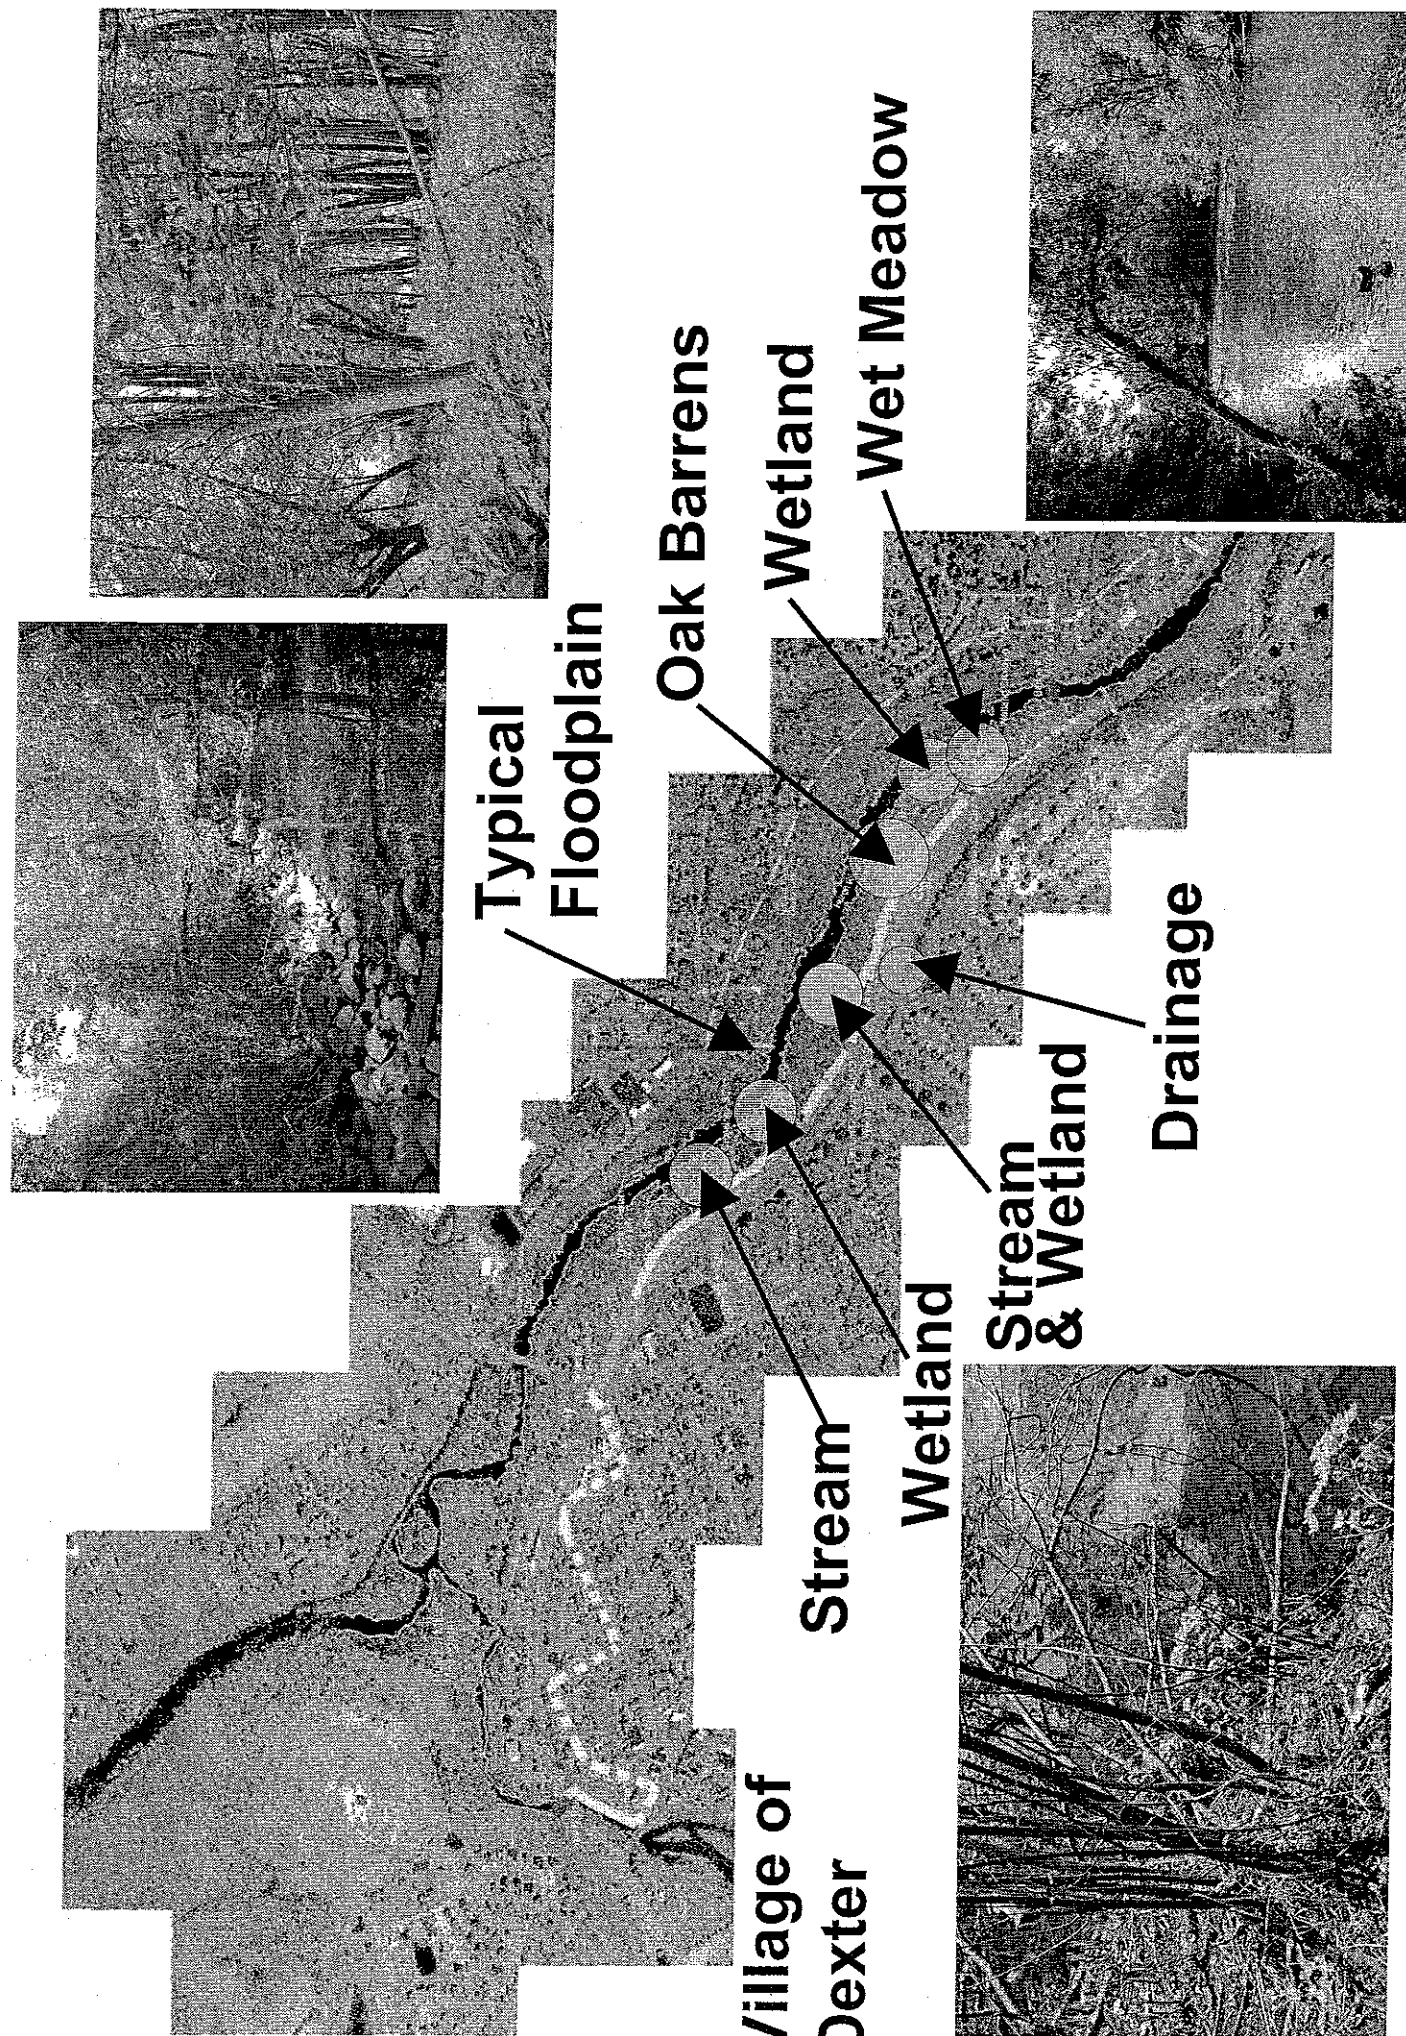 Typical
Floodplain
Oak Barrens
Wetland
Wet Meadow
Village of
Dexter
Stream
Wetland
Stream
& Wetland
Drainage